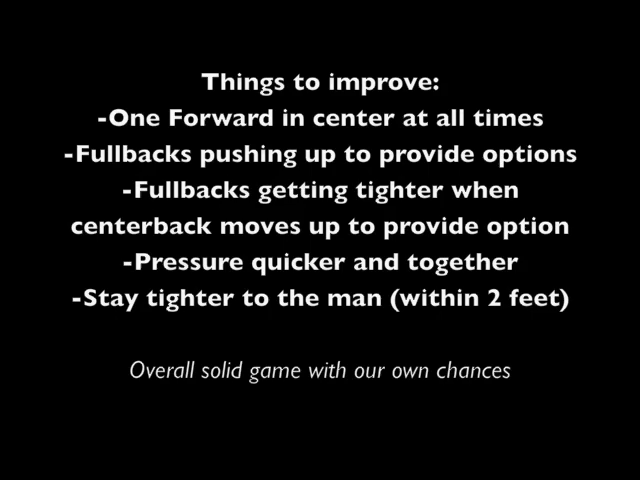 Things to improve:
-One Forward in center at all times
-Fullbacks pushing up to provide options
-Fullbacks getting tighter when
centerback moves up to provide option
-Pressure quicker and together
-Stay tighter to the man (within 2 feet)
Overall solid game with our own chances